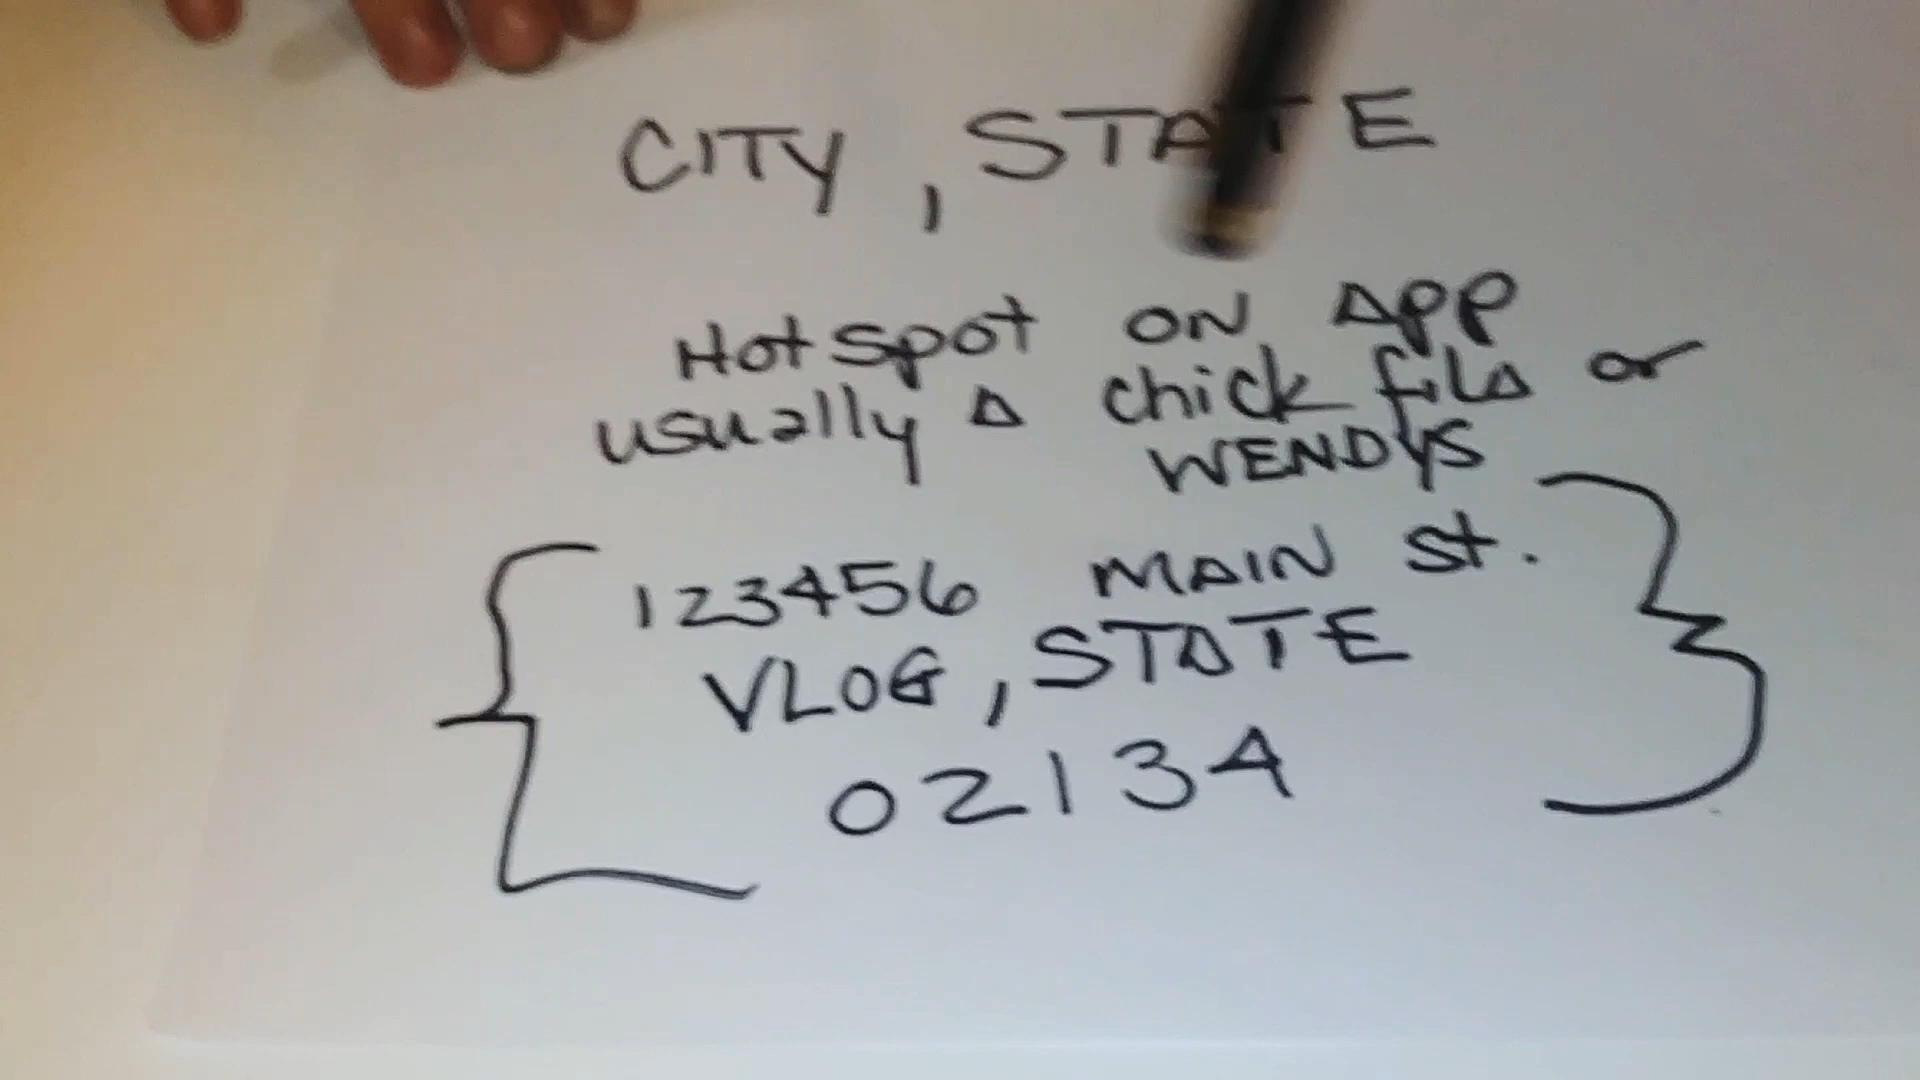 CITY, STATE
Hotspot ON APP
usually A chick fila or
WENDYS
123456 MAIN St.
VLOG, STATE
02134